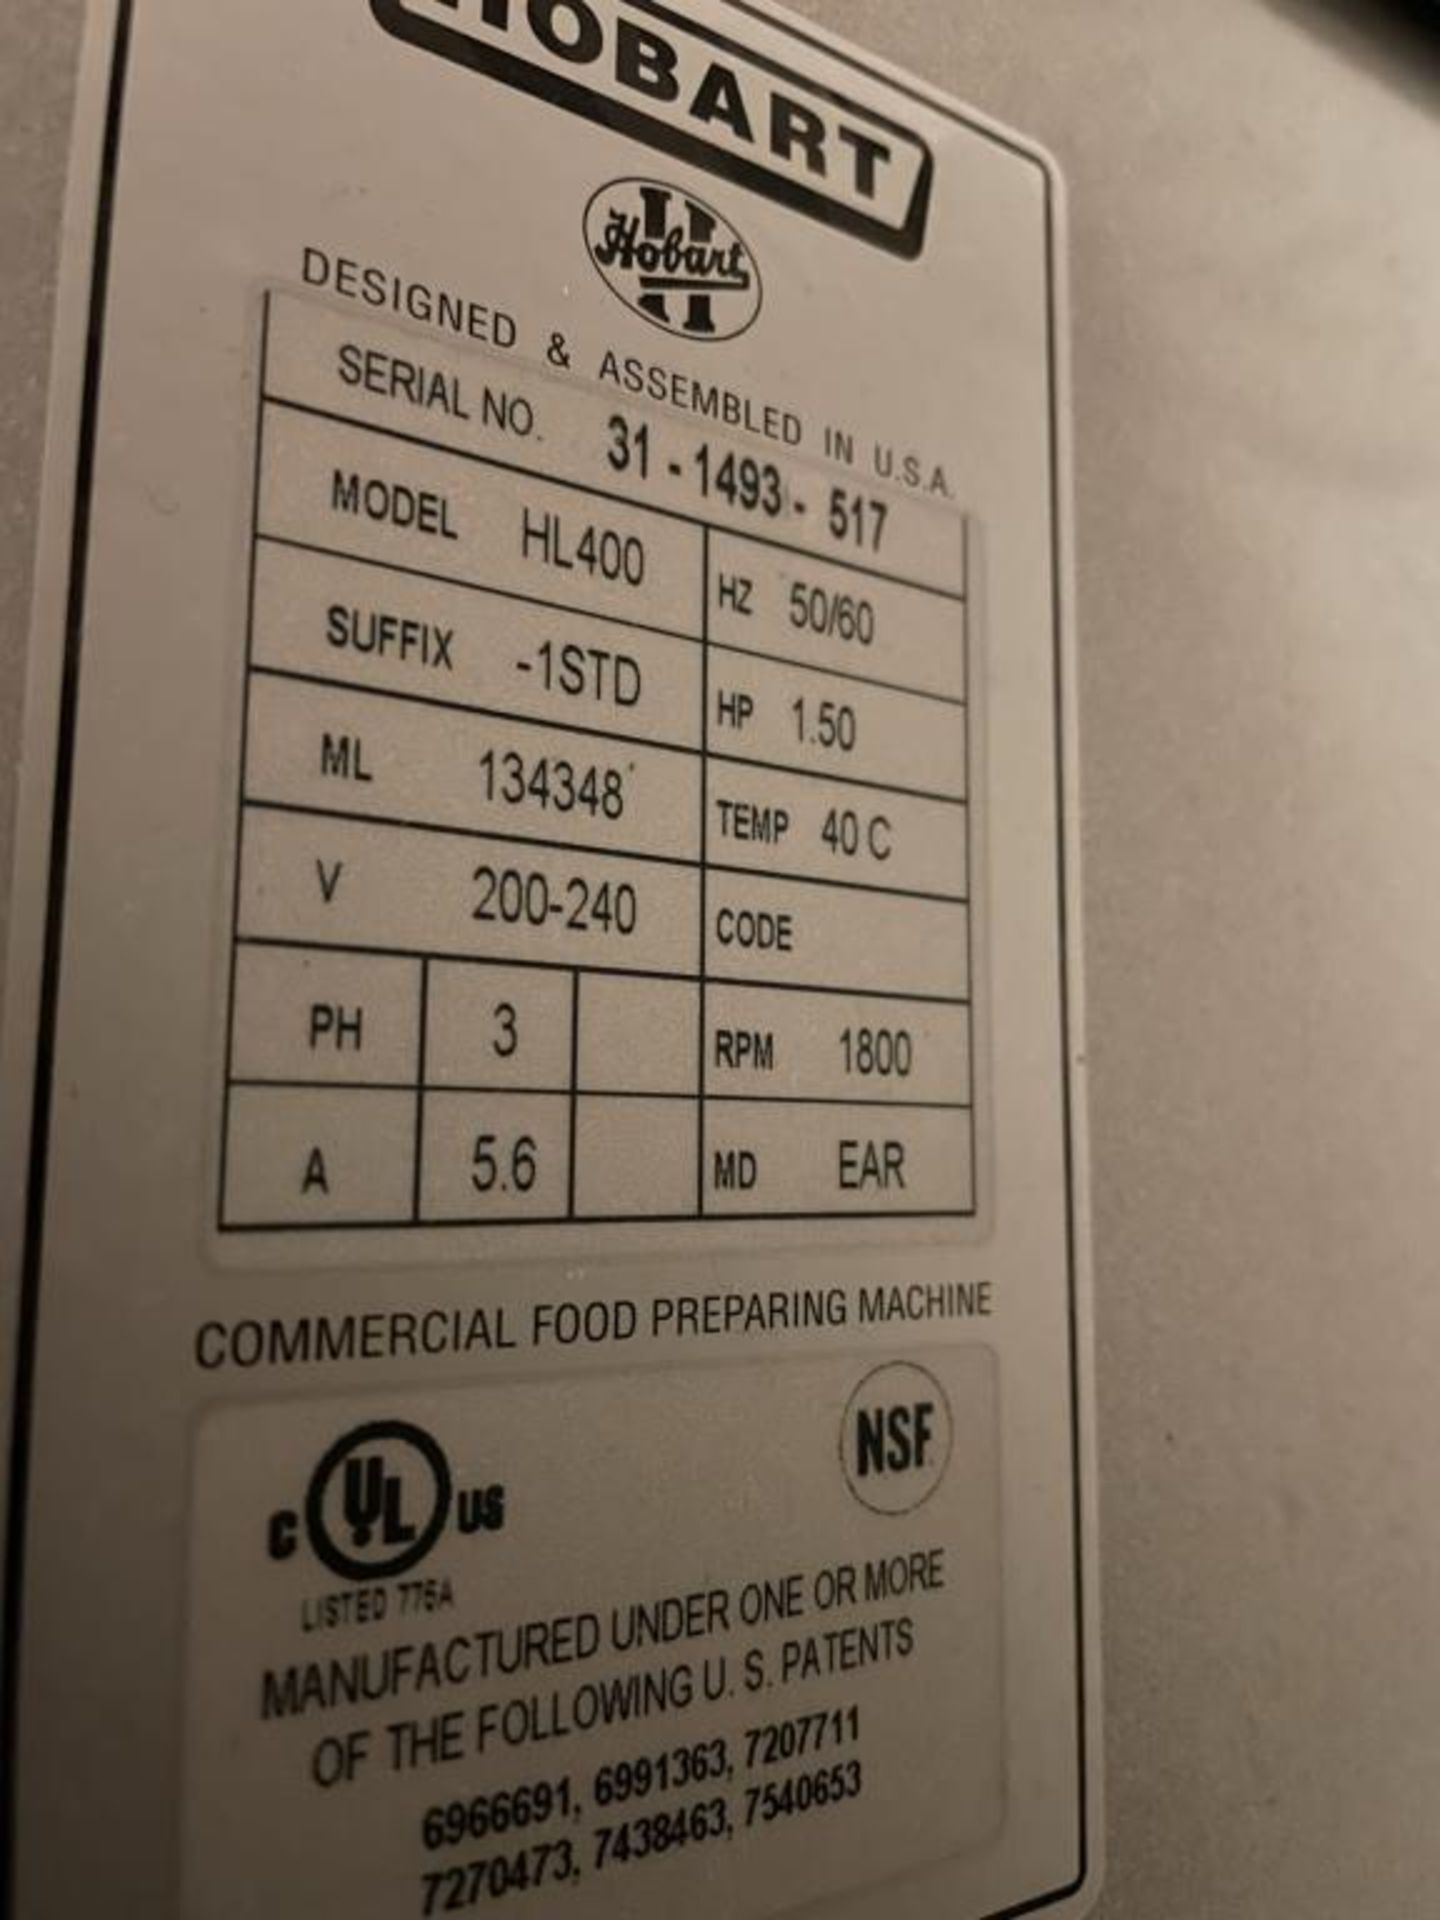 HOBART
Hobart
DESIGNED & ASSEMBLED IN U.S.A.
SERIAL NO. 31-1493-517
MODEL HL400 HZ 50/60
SUFFIX -1STD HP 1.50
ML 134348 TEMP 40 C
V 200-240 CODE
PH 3 RPM 1800
A 5.6 MD EAR
COMMERCIAL FOOD PREPARING MACHINE
C UL US NSF
LISTED 776A
MANUFACTURED UNDER ONE OR MORE
OF THE FOLLOWING U. S. PATENTS
6966691, 6991363, 7207711
7270473, 7438463, 7540653